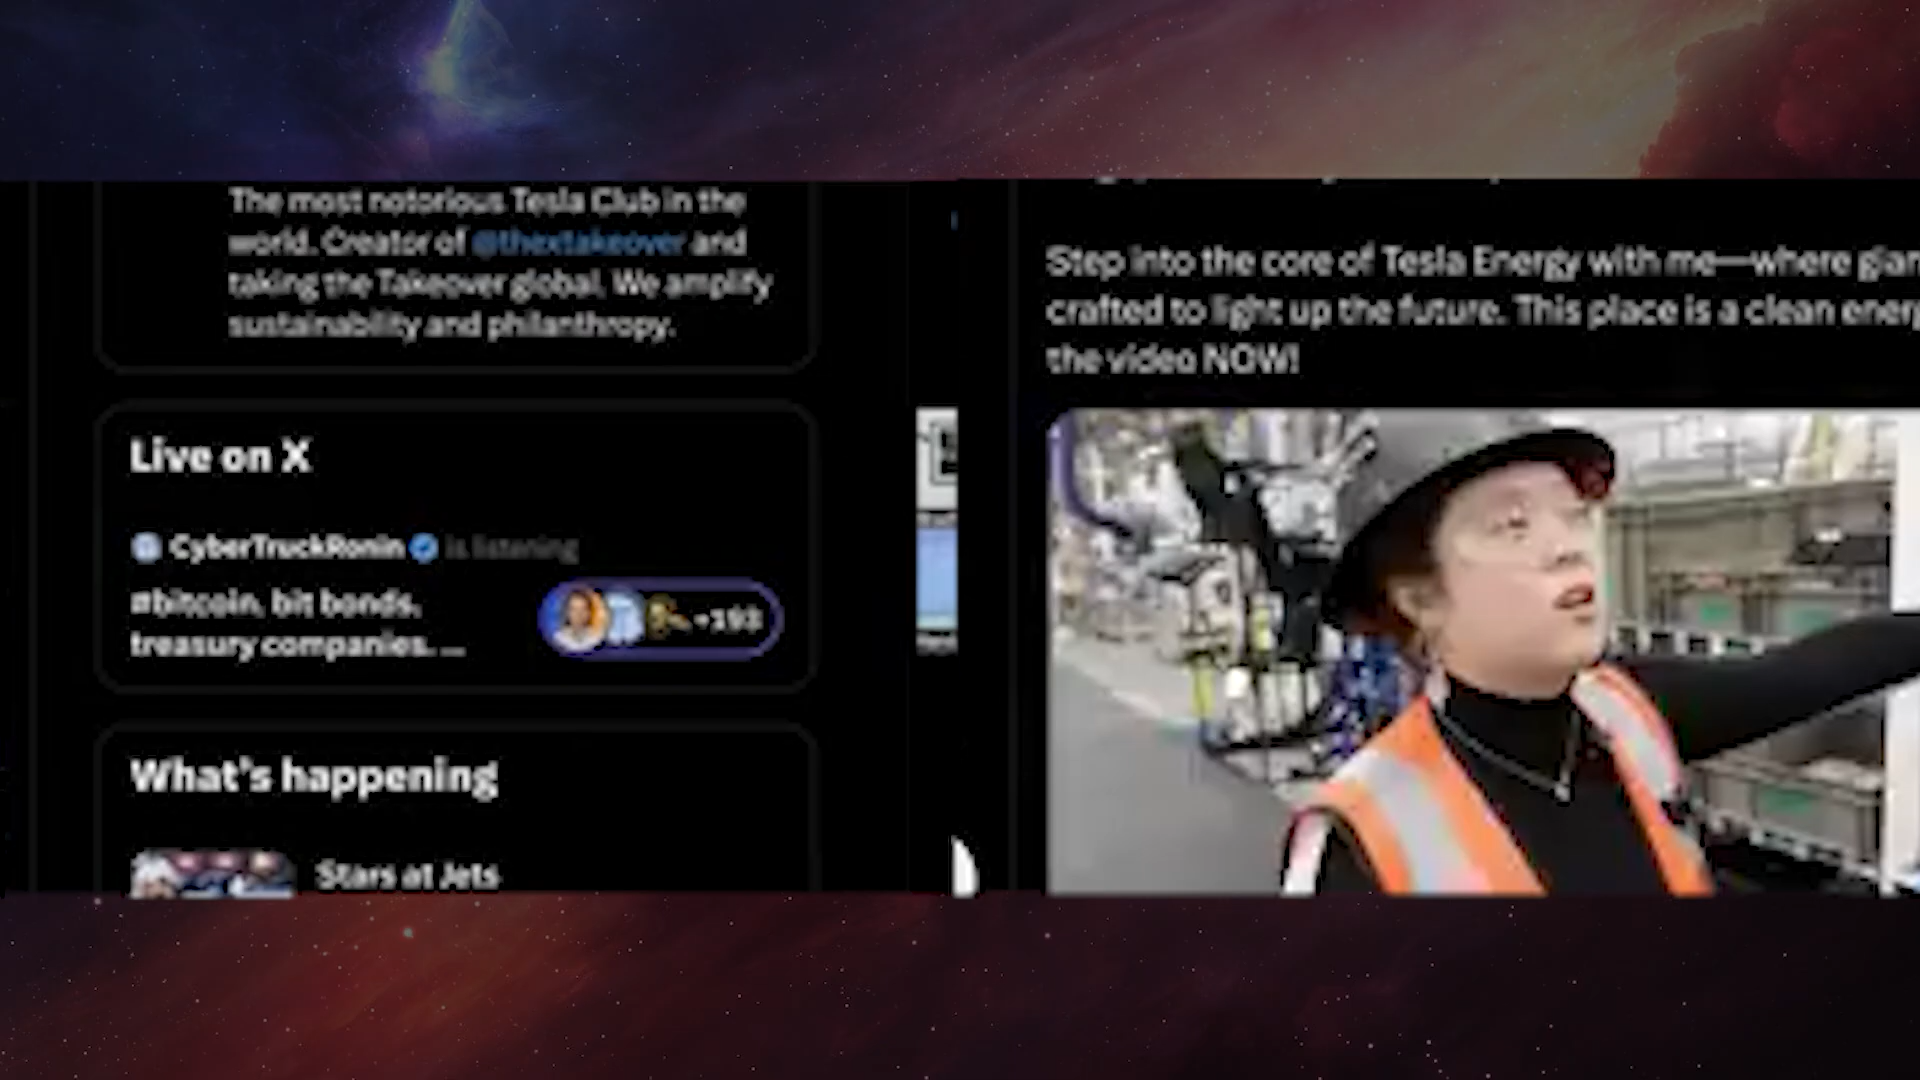 The most notorious Tesla Club in the
world. Creator of @thextakeover and
taking the Takeover global. We amplify
sustainability and philanthropy.
Live on X
CyberTruckRonin is listening
#bitcoin. bit bonds.
treasury companies. ...
+193
What's happening
Stars at Jets
Step into the core of Tesla Energy with me—where gian
crafted to light up the future. This place is a clean energ
the video NOW!